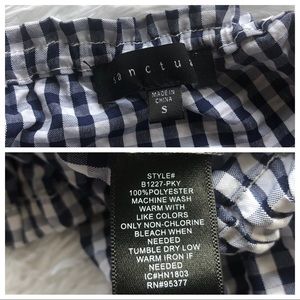 sanctua
MADE IN
CHINA
S
STYLE#
B1227-PKY
100%POLYESTER
MACHINE WASH
WARM WITH
LIKE COLORS
ONLY NON-CHLORINE
BLEACH WHEN
NEEDED
TUMBLE DRY LOW
WARM IRON IF
NEEDED
IC#HN1803
RN#95377